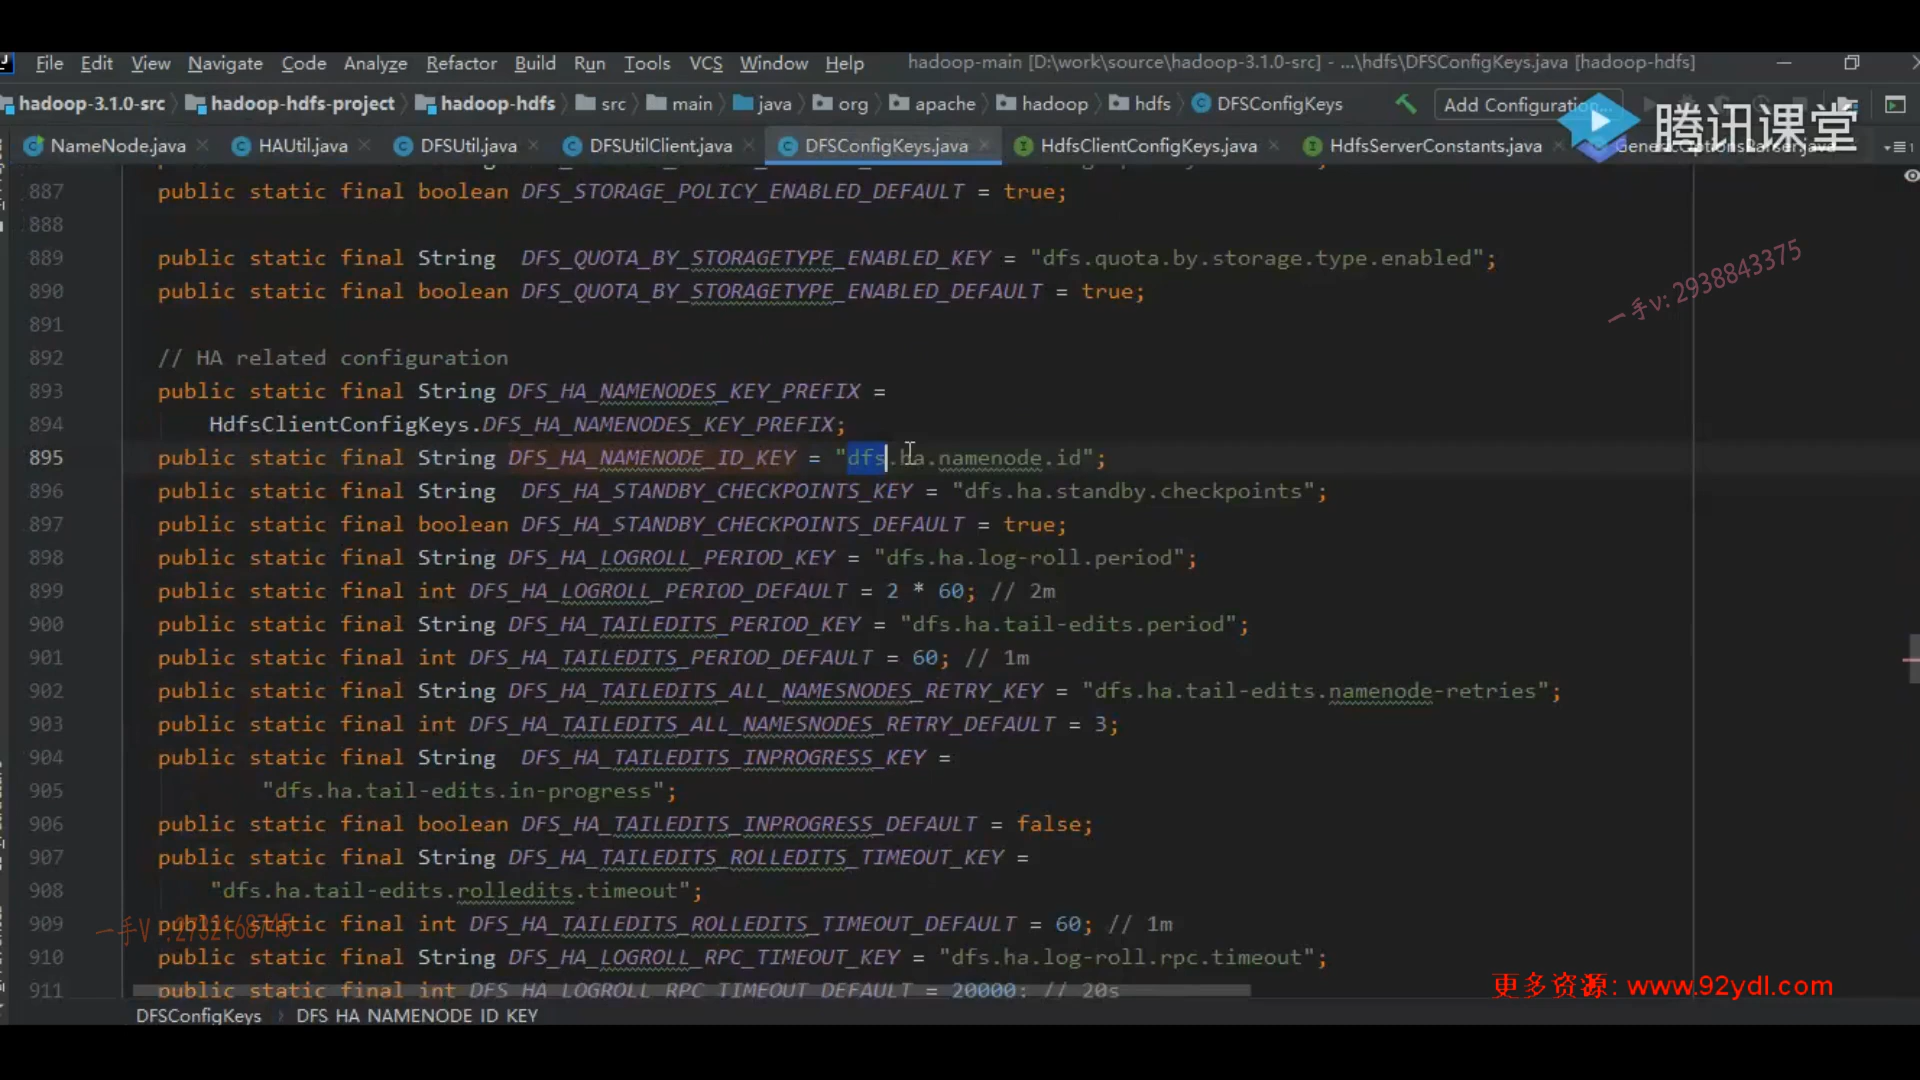 File Edit View Navigate Code Analyze Refactor Build Run Tools VCS Window Help hadoop-main [D:\work\source\hadoop-3.1.0-src] - ...\hdfs\DFSConfigKeys.java [hadoop-hdfs]
hadoop-3.1.0-src hadoop-hdfs-project hadoop-hdfs src main java org apache hadoop hdfs DFSConfigKeys Add Configuration...
腾讯课堂
NameNode.java HAUtil.java DFSUtil.java DFSUtilClient.java DFSConfigKeys.java HdfsClientConfigKeys.java HdfsServerConstants.java GenericOptionsParser.java
887 public static final boolean DFS_STORAGE_POLICY_ENABLED_DEFAULT = true;
888
889 public static final String DFS_QUOTA_BY_STORAGETYPE_ENABLED_KEY = "dfs.quota.by.storage.type.enabled";
890 public static final boolean DFS_QUOTA_BY_STORAGETYPE_ENABLED_DEFAULT = true;
一手v: 2938843375
891
892 // HA related configuration
893 public static final String DFS_HA_NAMENODES_KEY_PREFIX =
894 HdfsClientConfigKeys.DFS_HA_NAMENODES_KEY_PREFIX;
895 public static final String DFS_HA_NAMENODE_ID_KEY = "dfs.ha.namenode.id";
896 public static final String DFS_HA_STANDBY_CHECKPOINTS_KEY = "dfs.ha.standby.checkpoints";
897 public static final boolean DFS_HA_STANDBY_CHECKPOINTS_DEFAULT = true;
898 public static final String DFS_HA_LOGROLL_PERIOD_KEY = "dfs.ha.log-roll.period";
899 public static final int DFS_HA_LOGROLL_PERIOD_DEFAULT = 2 * 60; // 2m
900 public static final String DFS_HA_TAILEDITS_PERIOD_KEY = "dfs.ha.tail-edits.period";
901 public static final int DFS_HA_TAILEDITS_PERIOD_DEFAULT = 60; // 1m
902 public static final String DFS_HA_TAILEDITS_ALL_NAMESNODES_RETRY_KEY = "dfs.ha.tail-edits.namenode-retries";
903 public static final int DFS_HA_TAILEDITS_ALL_NAMESNODES_RETRY_DEFAULT = 3;
904 public static final String DFS_HA_TAILEDITS_INPROGRESS_KEY =
905 "dfs.ha.tail-edits.in-progress";
906 public static final boolean DFS_HA_TAILEDITS_INPROGRESS_DEFAULT = false;
907 public static final String DFS_HA_TAILEDITS_ROLLEDITS_TIMEOUT_KEY =
908 "dfs.ha.tail-edits.rolledits.timeout";
909 public static final int DFS_HA_TAILEDITS_ROLLEDITS_TIMEOUT_DEFAULT = 60; // 1m
一手V :2732168745
910 public static final String DFS_HA_LOGROLL_RPC_TIMEOUT_KEY = "dfs.ha.log-roll.rpc.timeout";
911 public static final int DFS_HA_LOGROLL_RPC_TIMEOUT_DEFAULT = 20000; // 20s
更多资源: www.92ydl.com
DFSConfigKeys DFS_HA_NAMENODE_ID_KEY